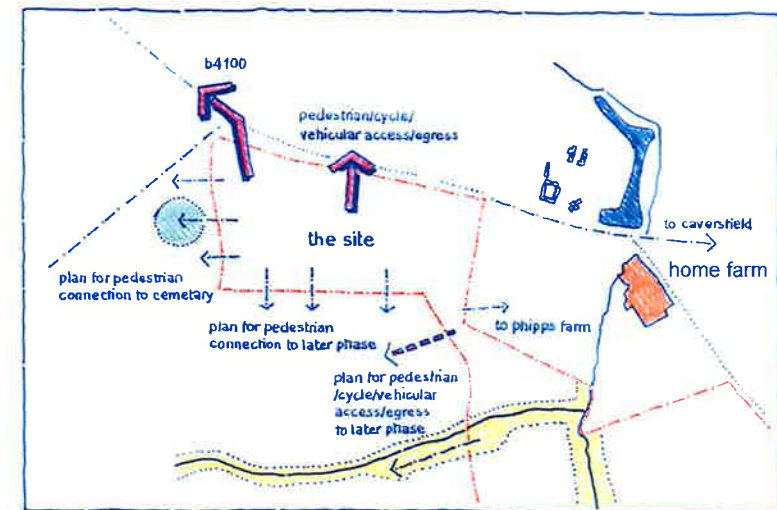 b4100
pedestrian/cycle/
vehicular access/egress
to caversfield
the site
home farm
plan for pedestrian
connection to cemetary
plan for pedestrian
connection to later phase
to phipps farm
plan for pedestrian
/cycle/vehicular
access/egress
to later phase